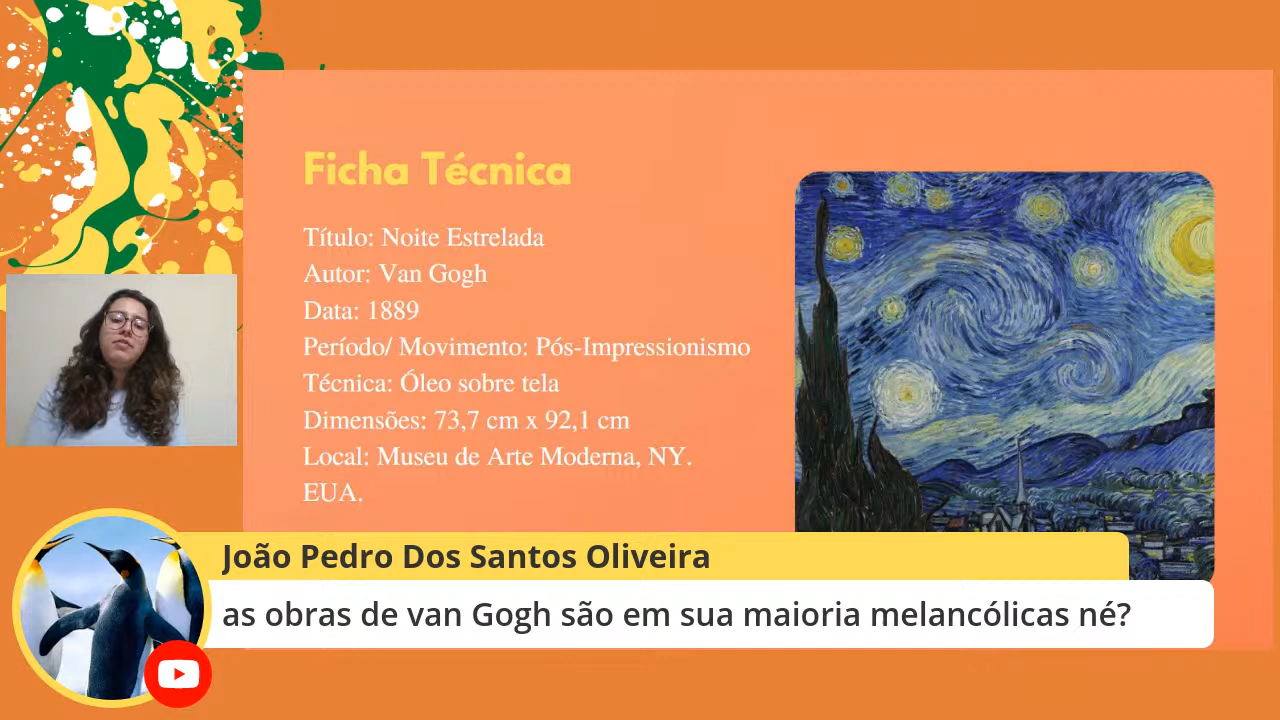 Ficha Técnica
Título: Noite Estrelada
Autor: Van Gogh
Data: 1889
Período/ Movimento: Pós-Impressionismo
Técnica: Óleo sobre tela
Dimensões: 73,7 cm x 92,1 cm
Local: Museu de Arte Moderna, NY.
EUA.
João Pedro Dos Santos Oliveira
as obras de van Gogh são em sua maioria melancólicas né?